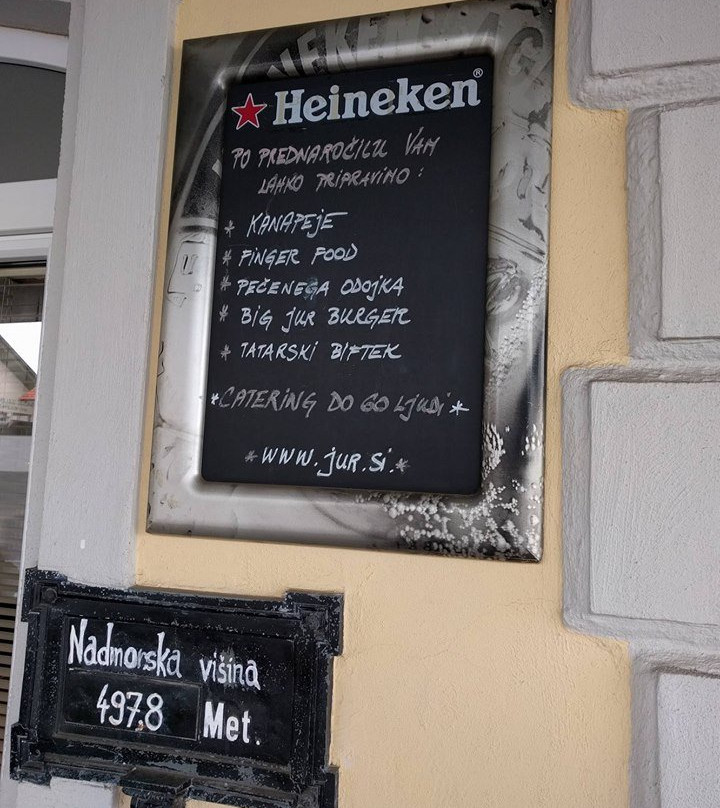 Heineken®
PO PREDNAROČILU VAM
LAHKO PRIPRAVIMO:
* KANAPEJE
* FINGER FOOD
* PEČENEGA ODOJKA
* BIG JUR BURGER
* TATARSKI BIFTEK
*CATERING DO 60 LJUDI*
*WWW.JUR.Si.*
Nadmorska višina
497,8 Met.